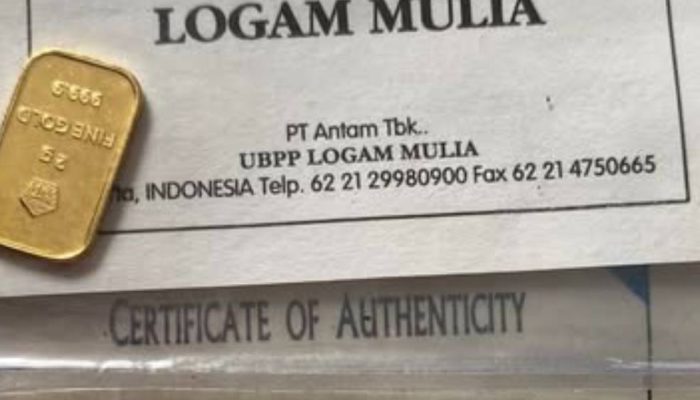 LOGAM MULIA
PT Antam Tbk..
UBPP LOGAM MULIA
INDONESIA Telp. 62 21 29980900 Fax 62 21 4750665
CERTIFICATE OF AUTHENTICITY
2g
FINE GOLD
999.9